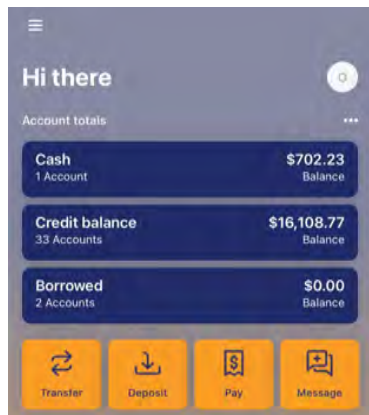 Hi there
Account totals
Cash
$702.23
1 Account
Balance
Credit balance
$16,108.77
33 Accounts
Balance
Borrowed
$0.00
2 Accounts
Balance
Transfer
Deposit
Pay
Message